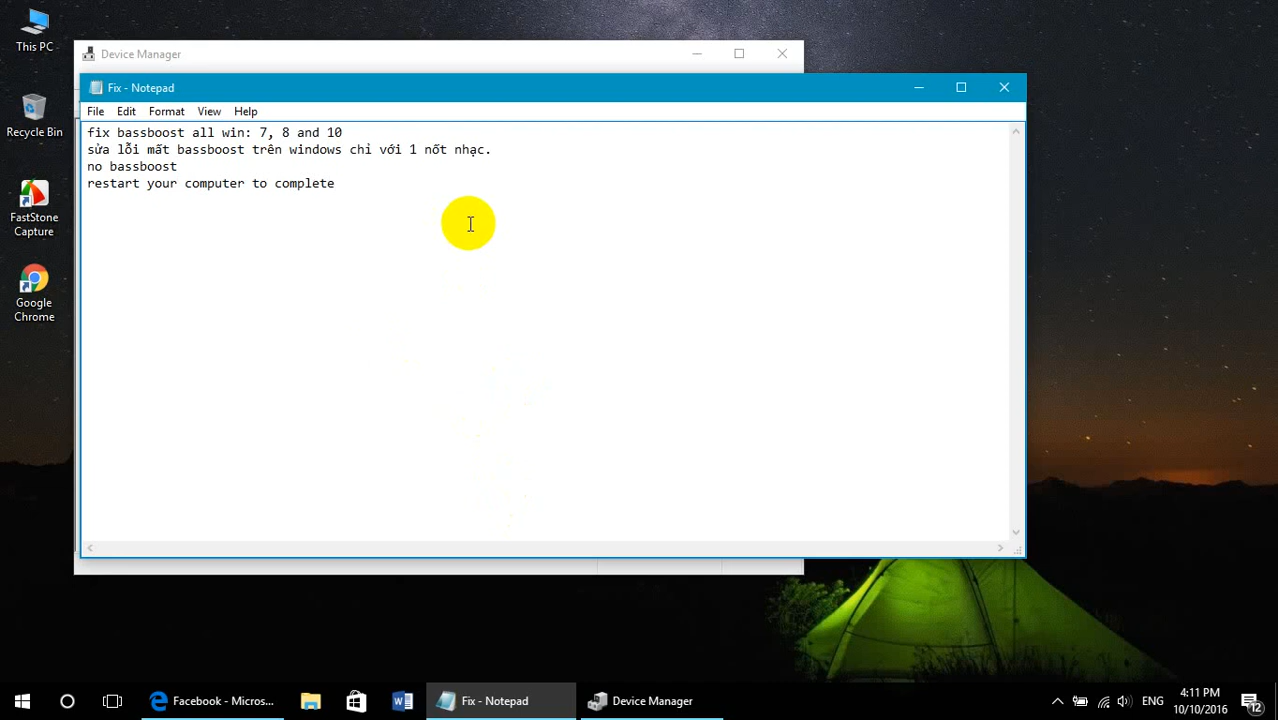 This PC
Recycle Bin
FastStone
Capture
Google
Chrome
Device Manager
Fix - Notepad
File Edit Format View Help
fix bassboost all win: 7, 8 and 10
sửa lỗi mất bassboost trên windows chỉ với 1 nốt nhạc.
no bassboost
restart your computer to complete
Facebook - Micros...
Fix - Notepad
Device Manager
ENG
4:11 PM
10/10/2016
12